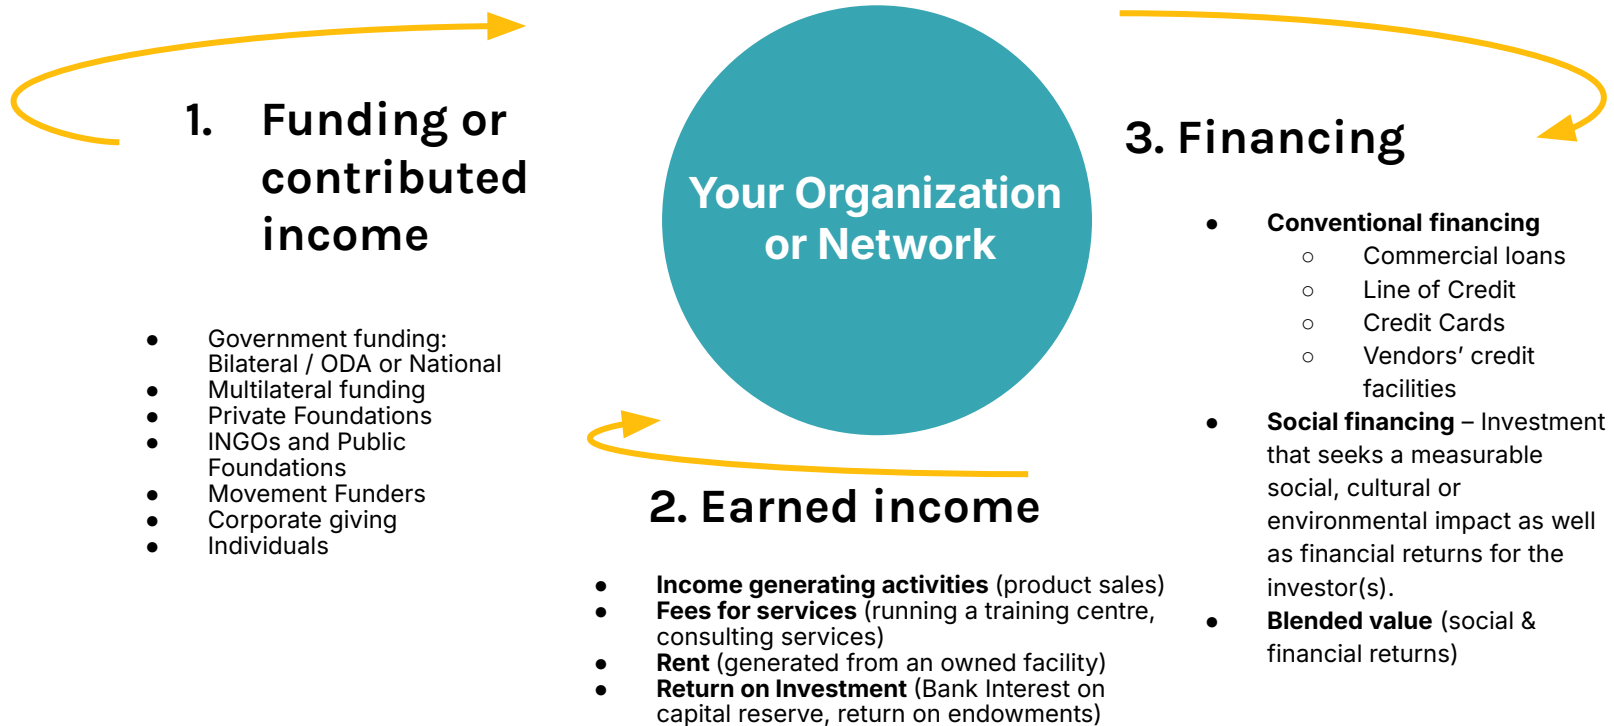 1. Funding or
contributed
income
● Government funding:
Bilateral / ODA or National
● Multilateral funding
● Private Foundations
● INGOs and Public
Foundations
● Movement Funders
● Corporate giving
● Individuals
Your Organization
or Network
2. Earned income
● Income generating activities (product sales)
● Fees for services (running a training centre,
consulting services)
● Rent (generated from an owned facility)
● Return on Investment (Bank Interest on
capital reserve, return on endowments)
3. Financing
● Conventional financing
○ Commercial loans
○ Line of Credit
○ Credit Cards
○ Vendors’ credit
facilities
● Social financing – Investment
that seeks a measurable
social, cultural or
environmental impact as well
as financial returns for the
investor(s).
● Blended value (social &
financial returns)